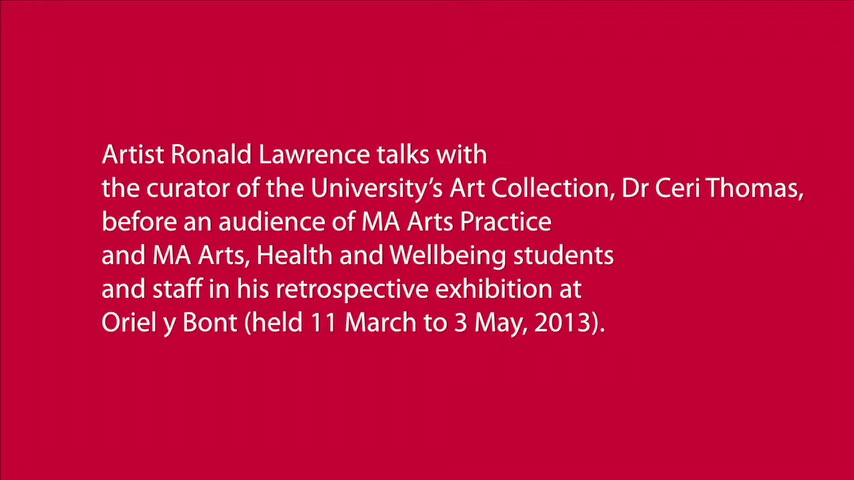 Artist Ronald Lawrence talks with
the curator of the University’s Art Collection, Dr Ceri Thomas,
before an audience of MA Arts Practice
and MA Arts, Health and Wellbeing students
and staff in his retrospective exhibition at
Oriel y Bont (held 11 March to 3 May, 2013).